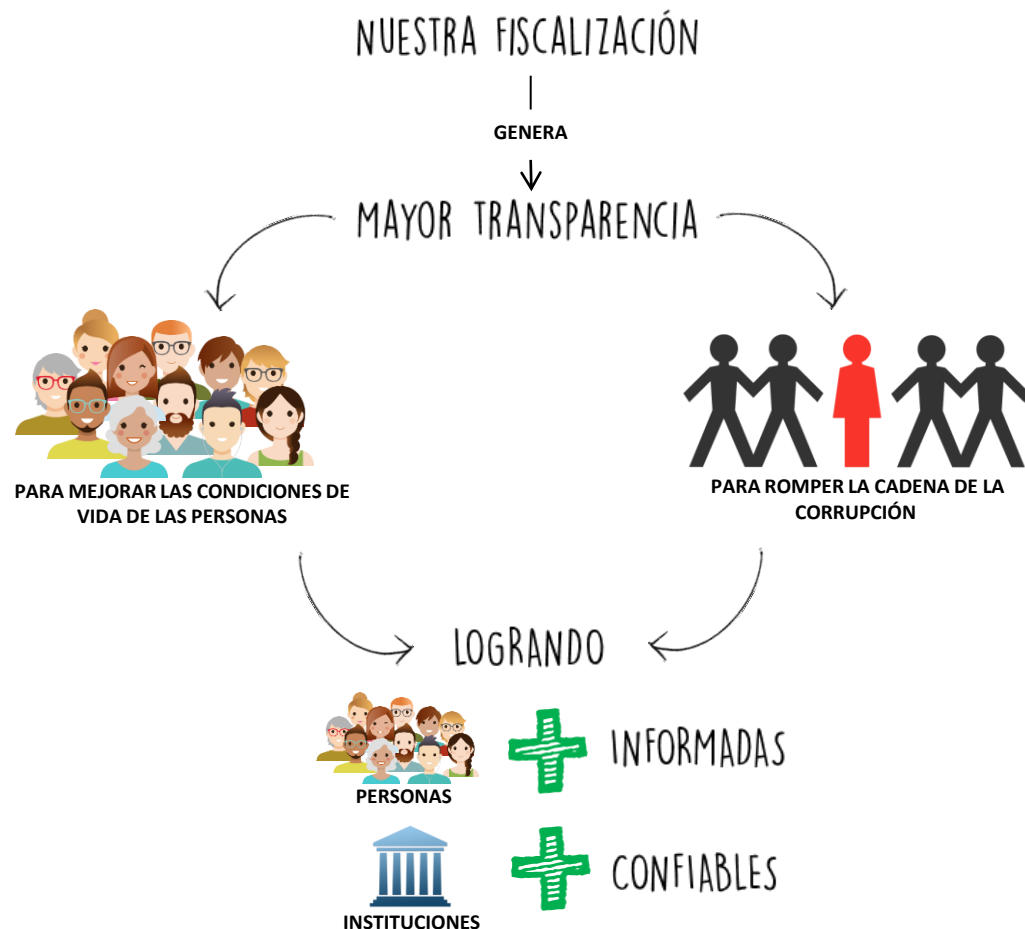 NUESTRA FISCALIZACIÓN
GENERA
MAYOR TRANSPARENCIA
PARA MEJORAR LAS CONDICIONES DE
VIDA DE LAS PERSONAS
PARA ROMPER LA CADENA DE LA
CORRUPCIÓN
LOGRANDO
PERSONAS
INFORMADAS
INSTITUCIONES
CONFIABLES